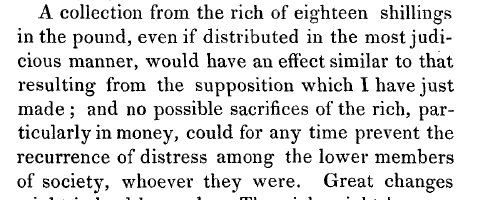 A collection from the rich of eighteen shillings
in the pound, even if distributed in the most judi-
cious manner, would have an effect similar to that
resulting from the supposition which I have just
made; and no possible sacrifices of the rich, par-
ticularly in money, could for any time prevent the
recurrence of distress among the lower members
of society, whoever they were. Great changes